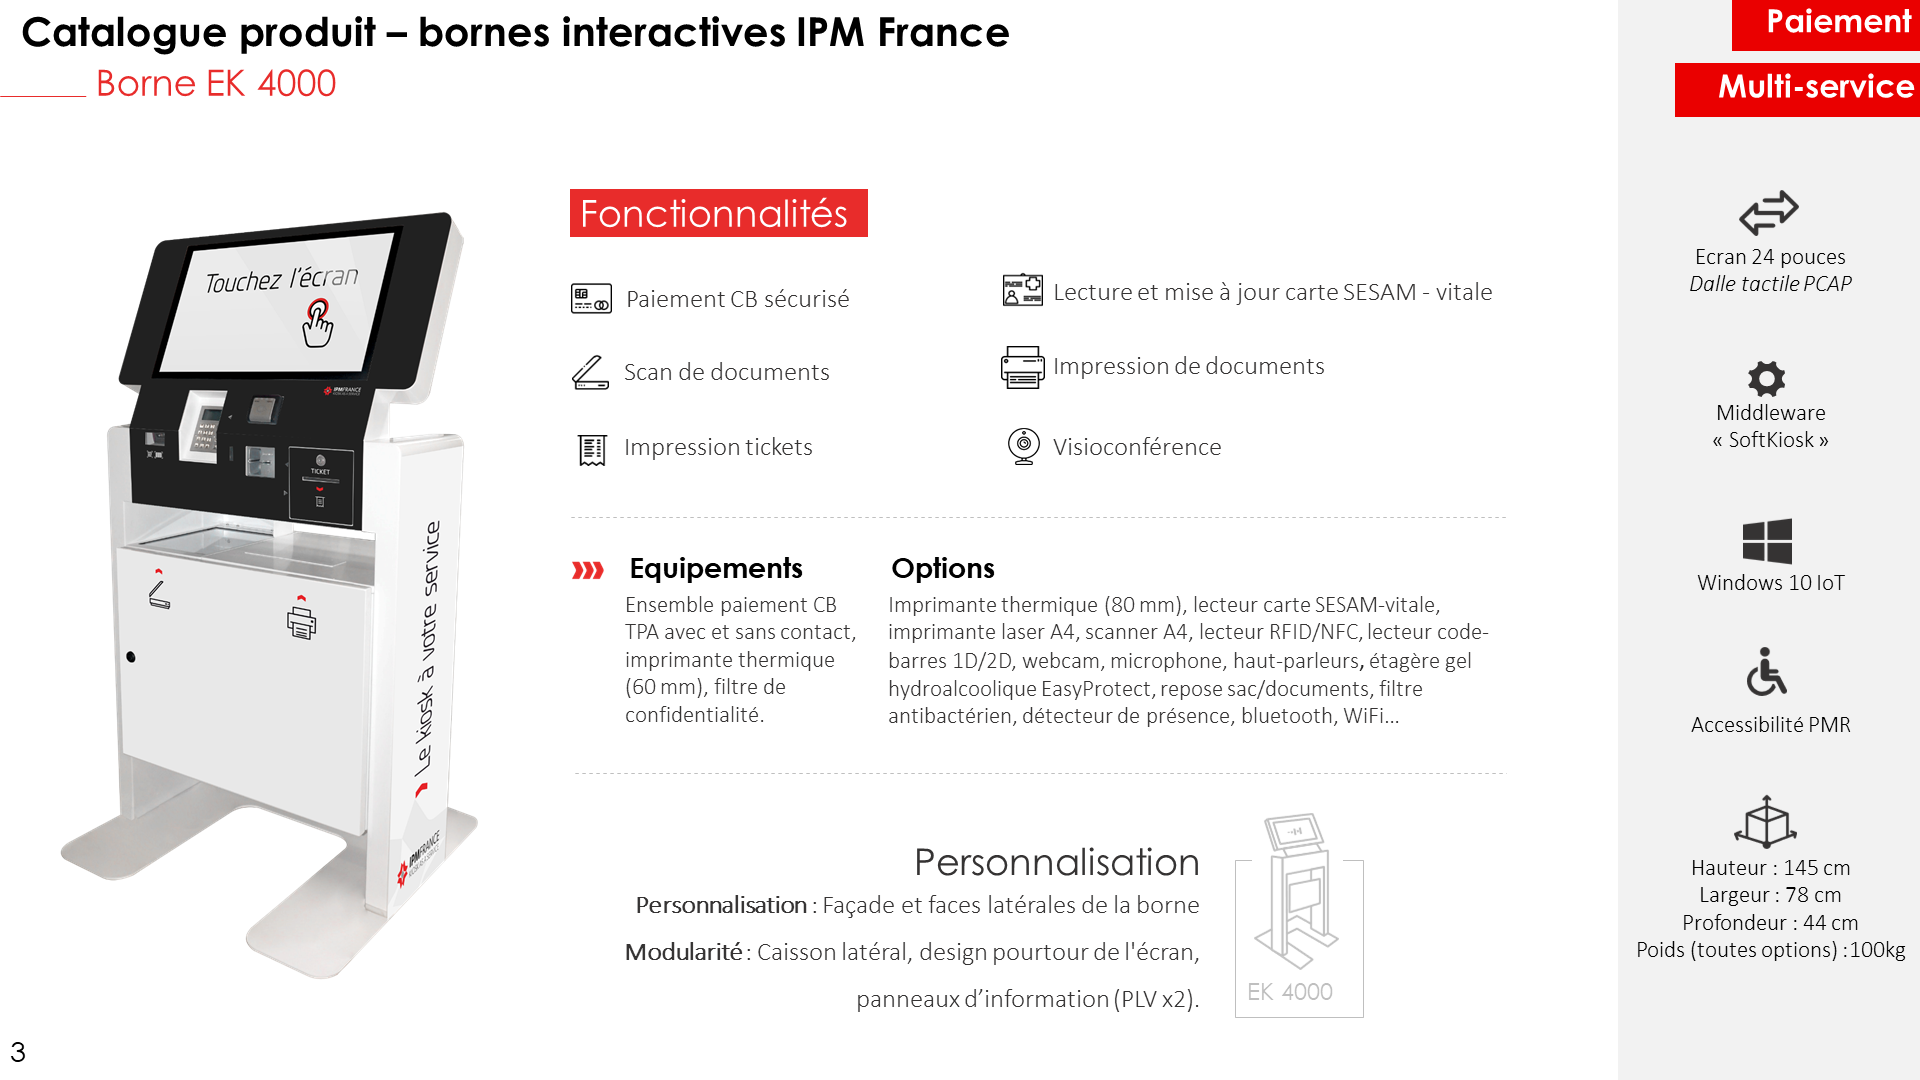 Catalogue produit – bornes interactives IPM France
Borne EK 4000
Paiement
Multi-service
Touchez l'écran
IPMFRANCE
TICKET
Le kiosk à votre service
IPMFRANCE
Fonctionnalités
Paiement CB sécurisé
Lecture et mise à jour carte SESAM - vitale
Scan de documents
Impression de documents
Impression tickets
Visioconférence
Equipements
Ensemble paiement CB
TPA avec et sans contact,
imprimante thermique
(60 mm), filtre de
confidentialité.
Options
Imprimante thermique (80 mm), lecteur carte SESAM-vitale,
imprimante laser A4, scanner A4, lecteur RFID/NFC, lecteur code-
barres 1D/2D, webcam, microphone, haut-parleurs, étagère gel
hydroalcoolique EasyProtect, repose sac/documents, filtre
antibactérien, détecteur de présence, bluetooth, WiFi...
Personnalisation
Personnalisation : Façade et faces latérales de la borne
Modularité : Caisson latéral, design pourtour de l'écran,
panneaux d’information (PLV x2).
EK 4000
Ecran 24 pouces
Dalle tactile PCAP
Middleware
« SoftKiosk »
Windows 10 IoT
Accessibilité PMR
Hauteur : 145 cm
Largeur : 78 cm
Profondeur : 44 cm
Poids (toutes options) :100kg
3